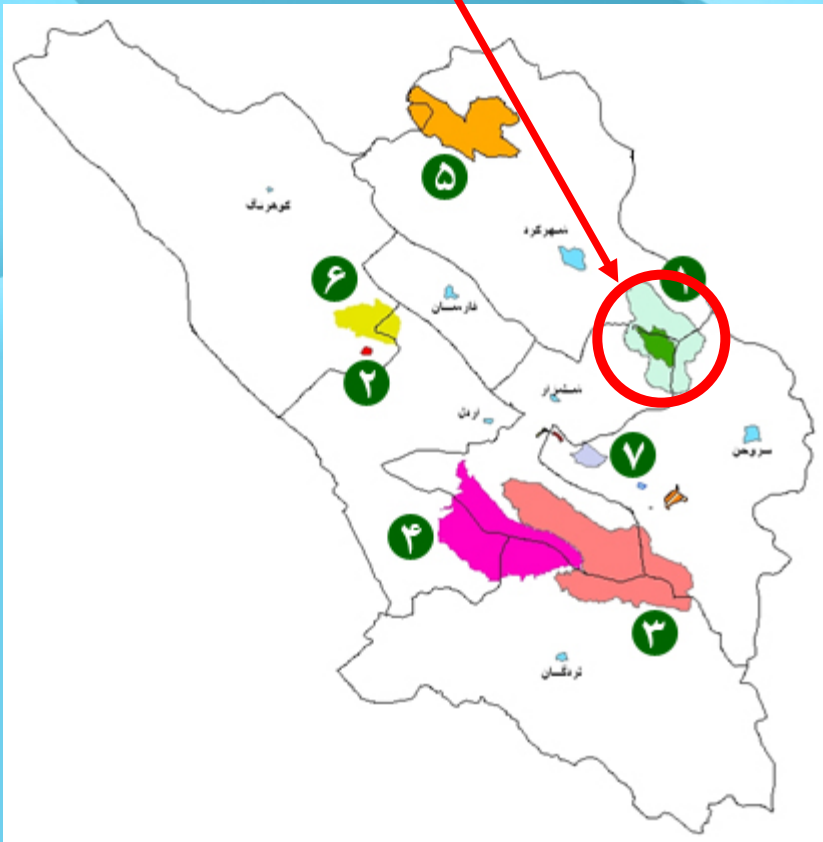 ۵
کوهرنگ
شهرکرد
۶
۱
فارسان
۲
شلمزار
اردل
بروجن
۷
۴
۳
لردگان